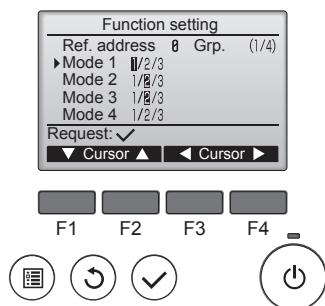 Function setting
Ref. address 0 Grp. (1/4)
Mode 1 1/2/3
Mode 2 1/2/3
Mode 3 1/2/3
Mode 4 1/2/3
Request: ✓
▼ Cursor ▲ ◀ Cursor ▶
F1 F2 F3 F4